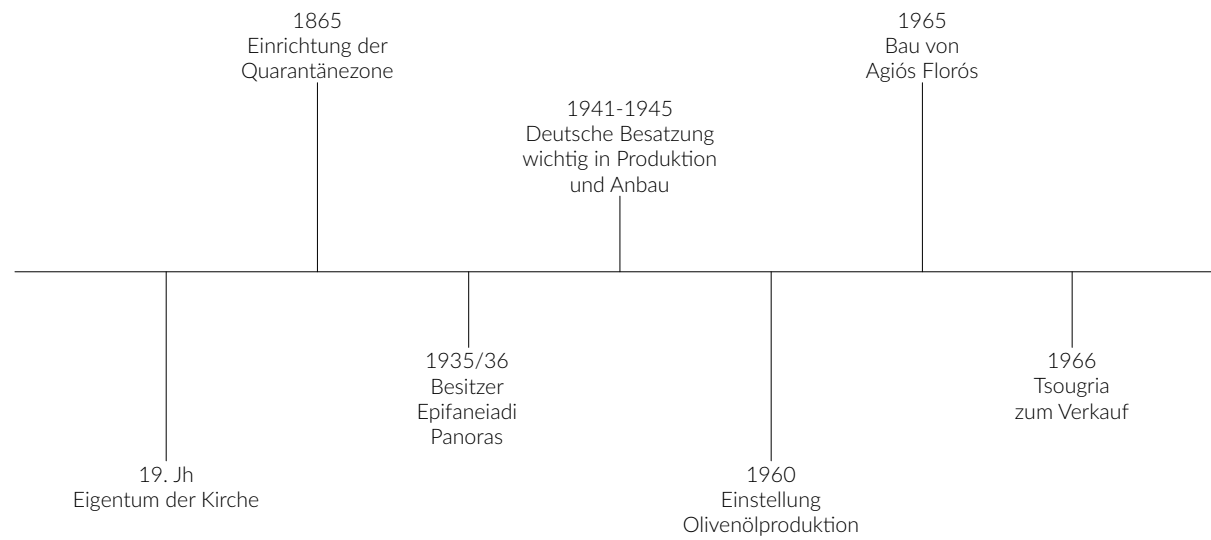 1865
Einrichtung der
Quarantänezone
1965
Bau von
Agiós Florós
1941-1945
Deutsche Besatzung
wichtig in Produktion
und Anbau
1935/36
Besitzer
Epifaneiadi
Panoras
1966
Tsougria
zum Verkauf
19. Jh
Eigentum der Kirche
1960
Einstellung
Olivenölproduktion